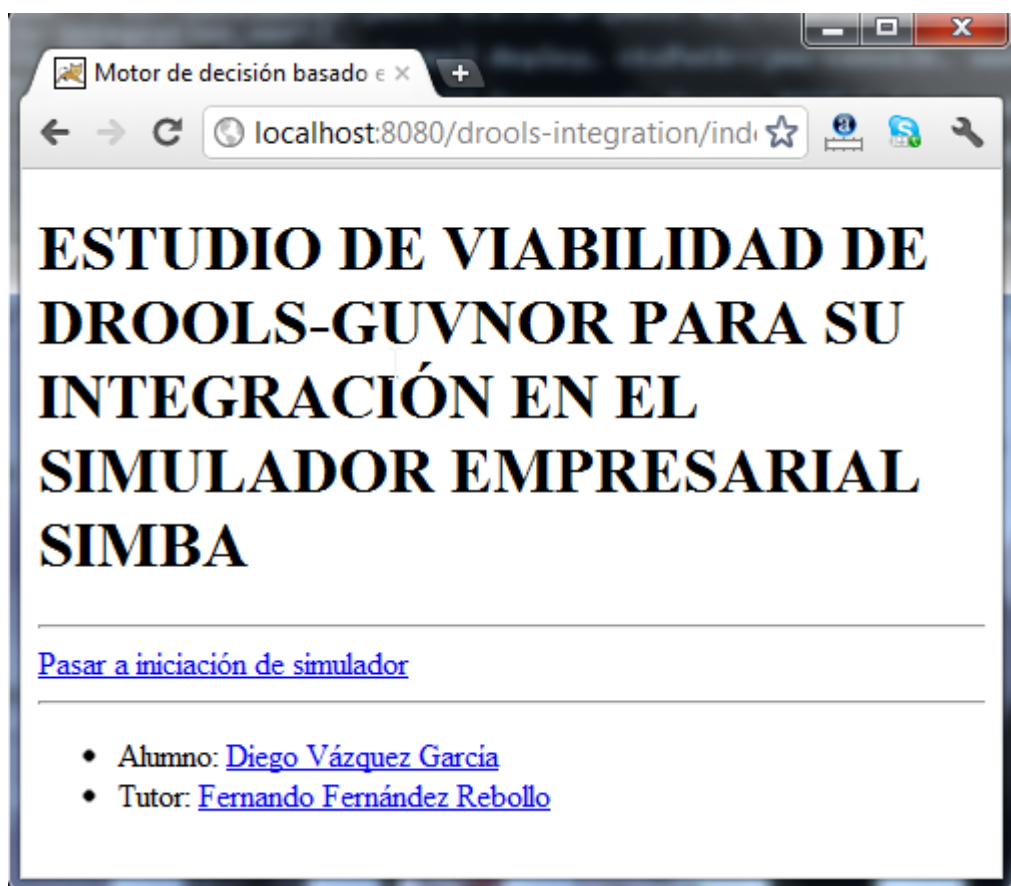 Motor de decisión basado e
localhost:8080/drools-integration/ind
ESTUDIO DE VIABILIDAD DE
DROOLS-GUVNOR PARA SU
INTEGRACIÓN EN EL
SIMULADOR EMPRESARIAL
SIMBA
Pasar a iniciación de simulador
Alumno: Diego Vázquez García
Tutor: Fernando Fernández Rebollo